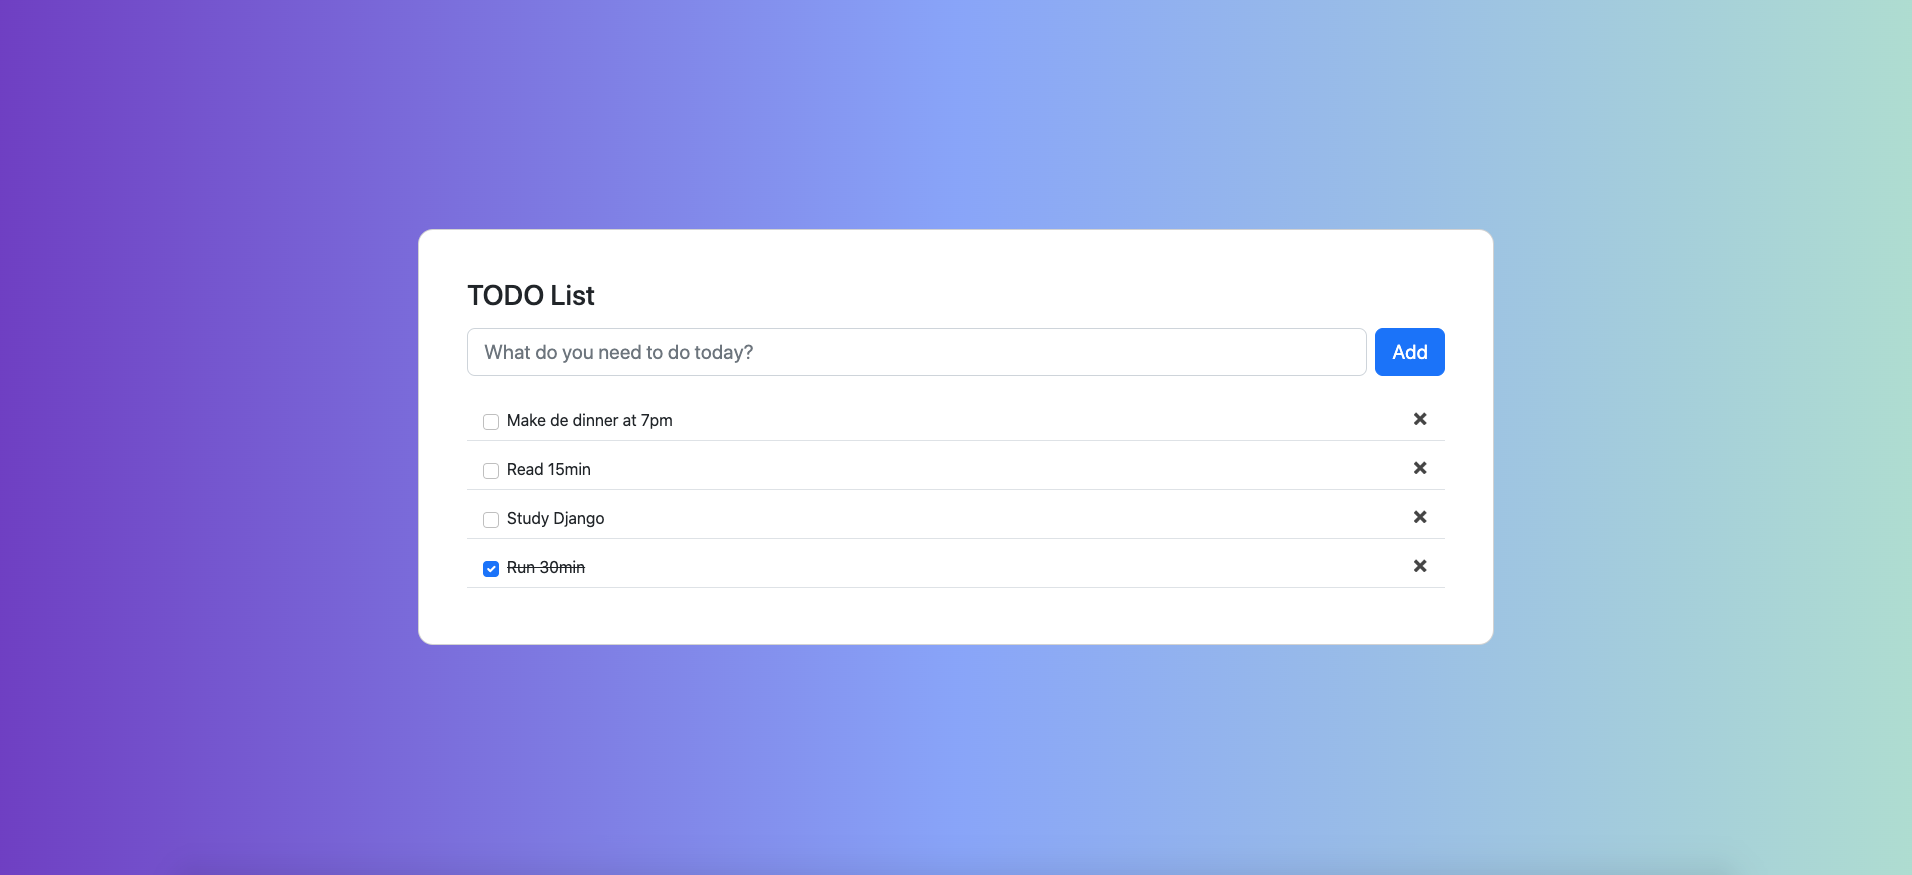 TODO List
What do you need to do today?
Add
Make de dinner at 7pm
Read 15min
Study Django
Run 30min